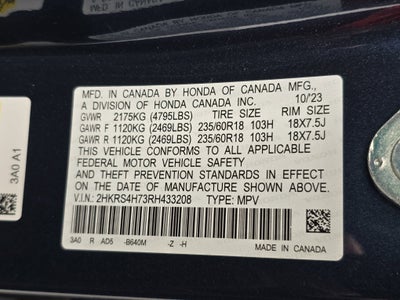 MFD. IN CANADA BY HONDA OF CANADA MFG.,
A DIVISION OF HONDA CANADA INC. 10/23
GVWR 2175KG (4795LBS) TIRE SIZE RIM SIZE
GAWR F 1120KG (2469LBS) 235/60R18 103H 18X7.5J
GAWR R 1120KG (2469LBS) 235/60R18 103H 18X7.5J
THIS VEHICLE CONFORMS TO ALL APPLICABLE
FEDERAL MOTOR VEHICLE SAFETY
AND THEFT PREVENTION STANDARDS IN EFFECT
ON THE DATE OF MANUFACTURE SHOWN ABOVE.
V.I.N.: 2HKRS4H73RH433208 TYPE: MPV
3A0 R AD5 -B640M -Z -H
MADE IN CANADA
3A0 A1